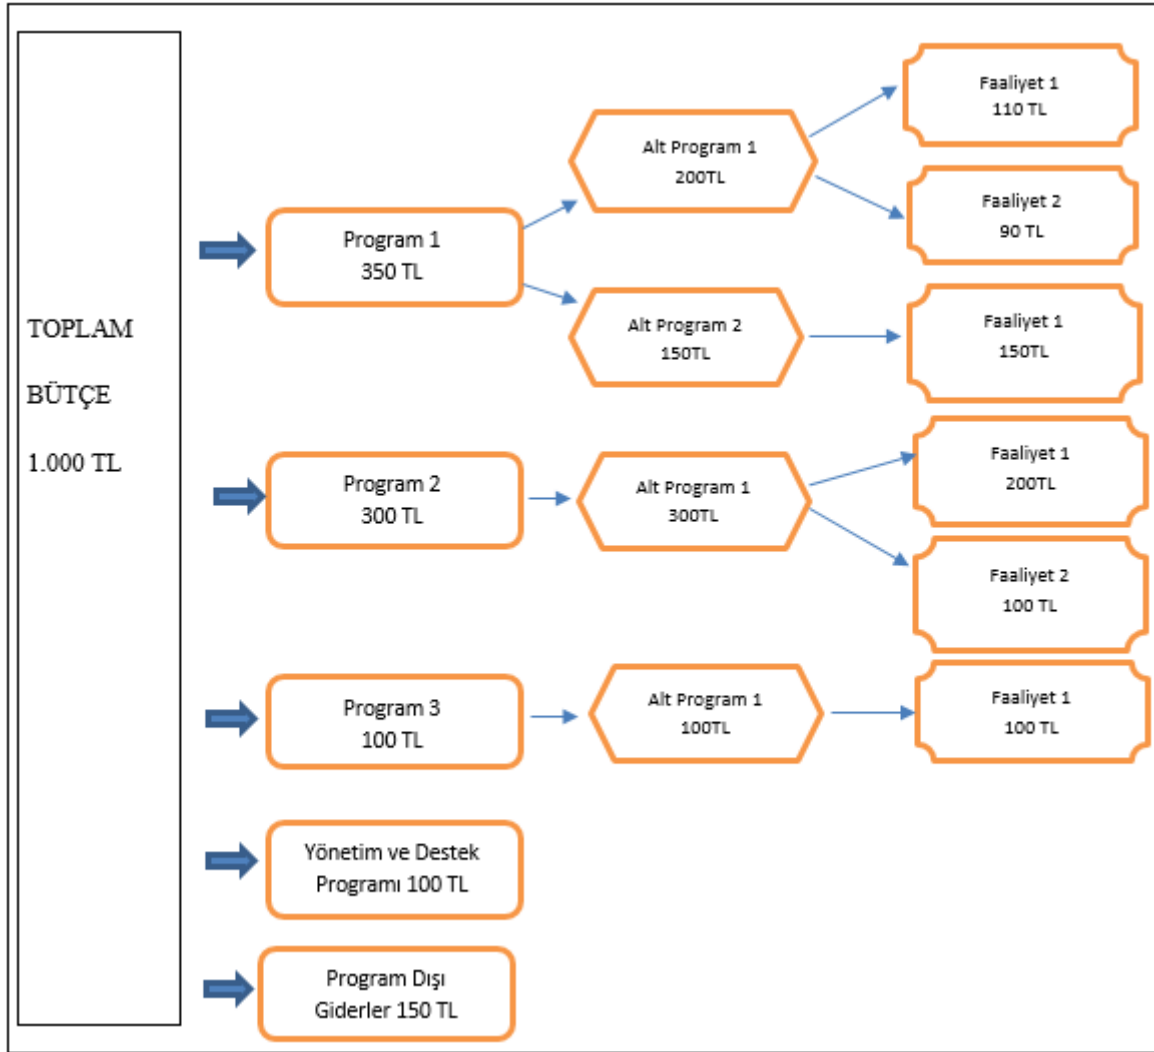 TOPLAM
BÜTÇE
1.000 TL
Program 1
350 TL
Alt Program 1
200TL
Faaliyet 1
110 TL
Faaliyet 2
90 TL
Alt Program 2
150TL
Faaliyet 1
150TL
Program 2
300 TL
Alt Program 1
300TL
Faaliyet 1
200TL
Faaliyet 2
100 TL
Program 3
100 TL
Alt Program 1
100TL
Faaliyet 1
100 TL
Yönetim ve Destek
Programı 100 TL
Program Dışı
Giderler 150 TL